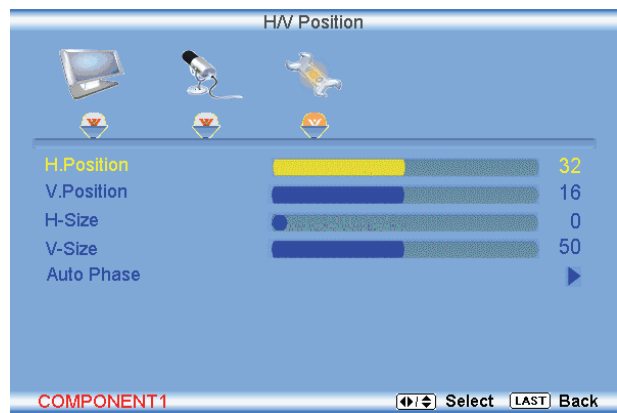 H/V Position
H.Position 32
V.Position 16
H-Size 0
V-Size 50
Auto Phase
COMPONENT1 Select LAST Back